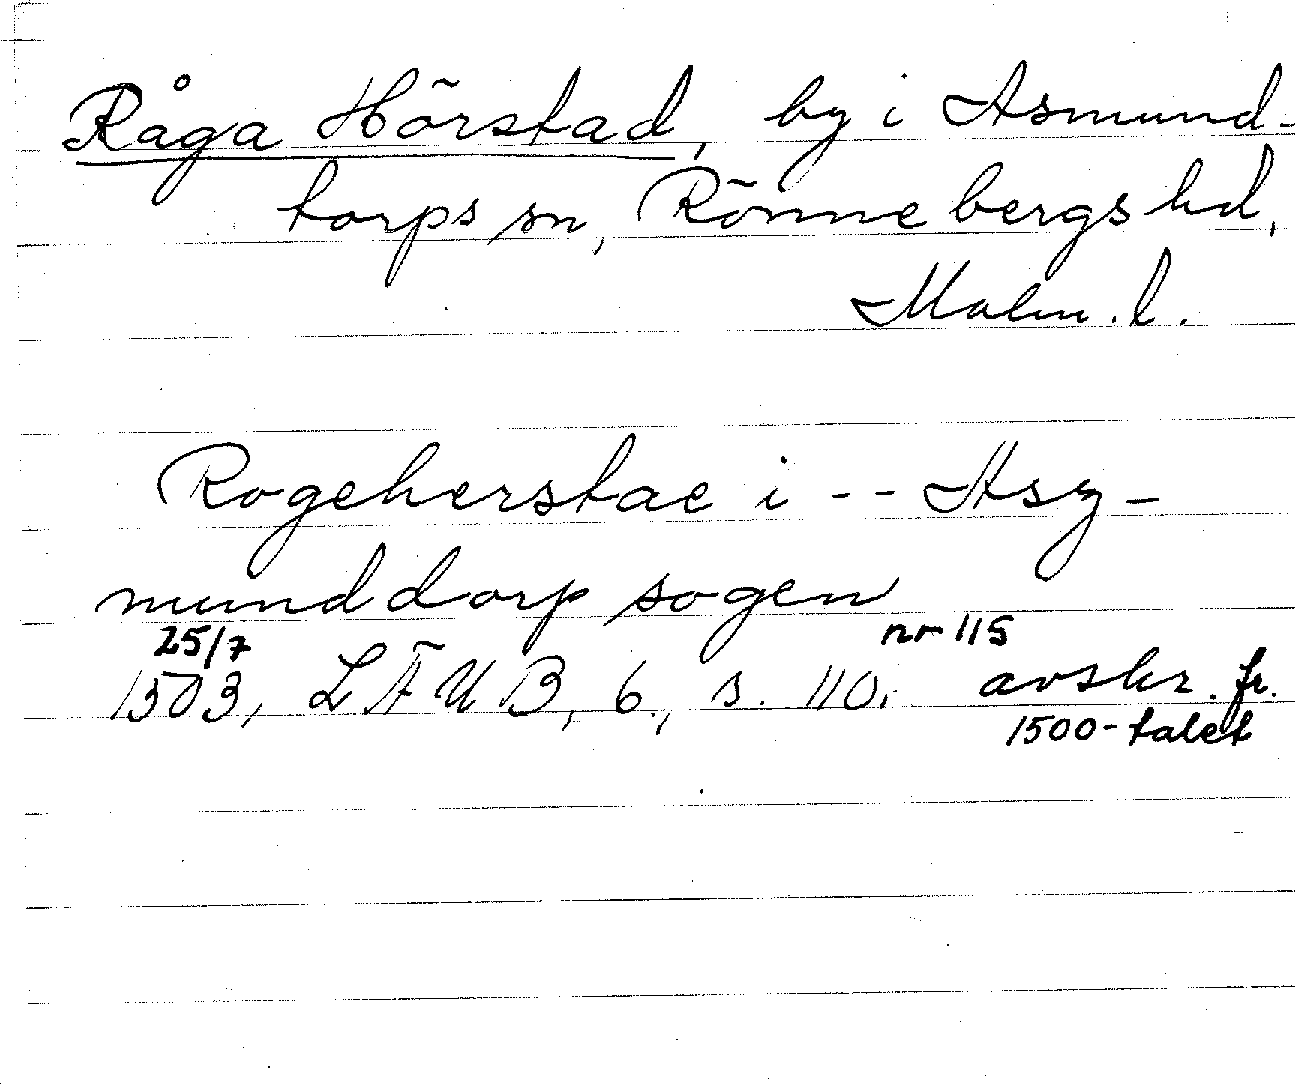 Råga Hörstad, by i Asmund-
torps sn, Rönnebergs hd,
Malm. l.
Rogeherstae i -- Asz-
munddorp sogen
25/7 nr 115
1503, LÄUB, 6, s. 110. avskr. fr.
1500-talet